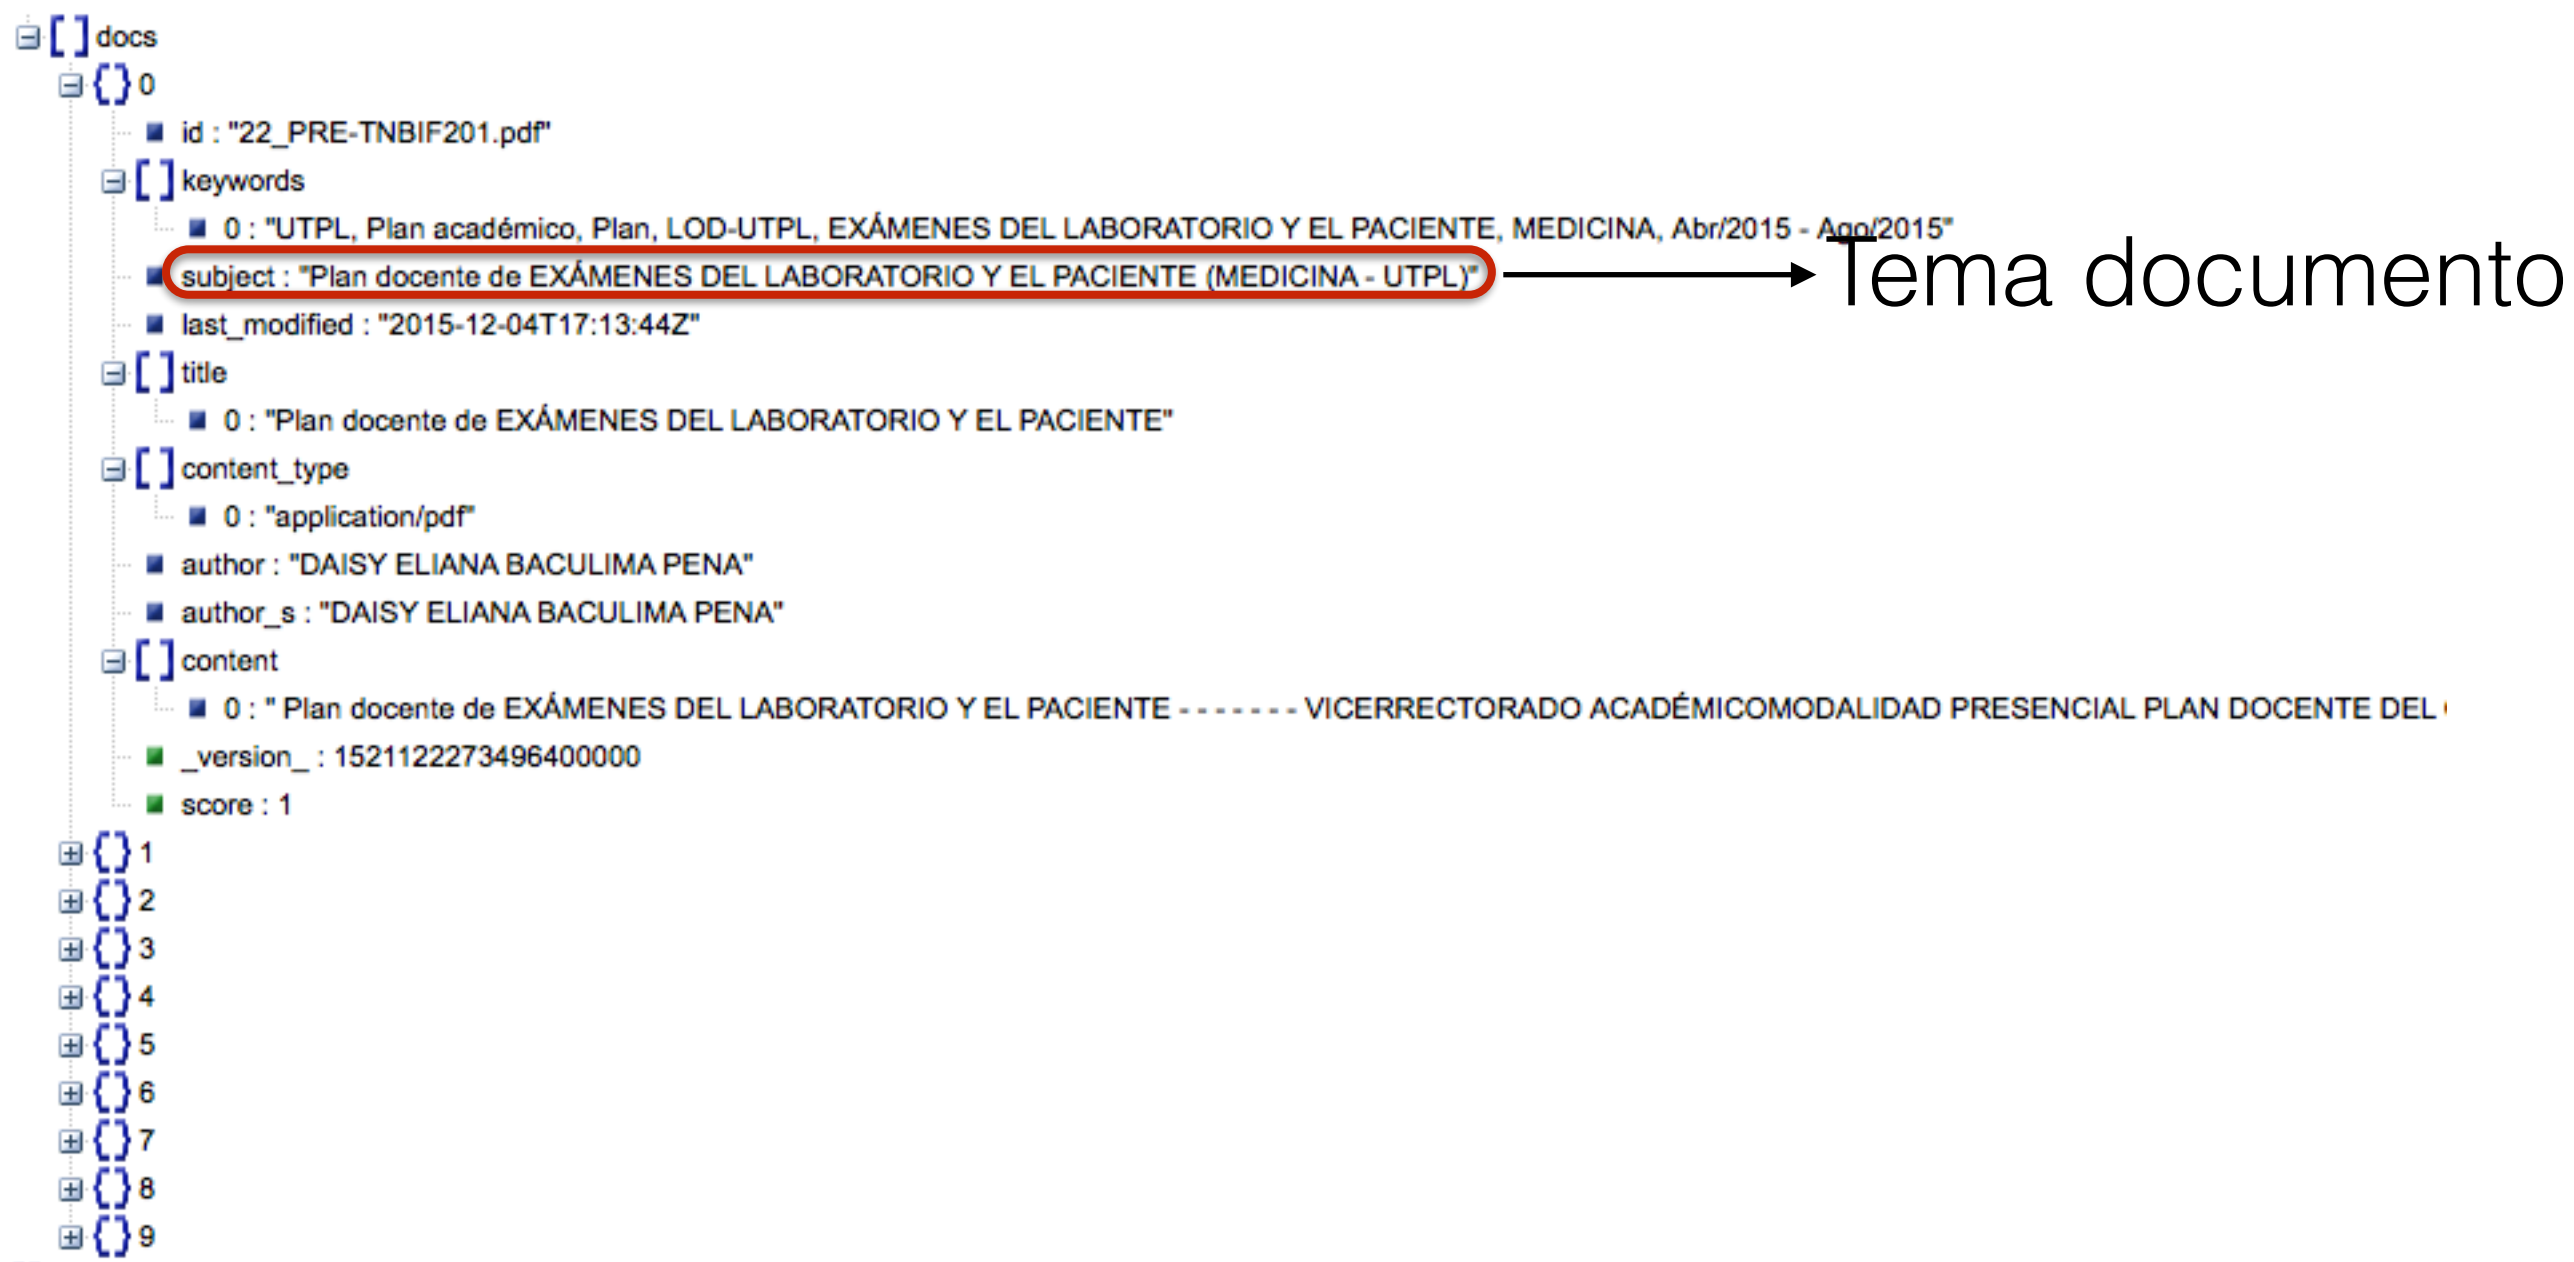 [ ] docs
{} 0
id : "22_PRE-TNBIF201.pdf"
[ ] keywords
0 : "UTPL, Plan académico, Plan, LOD-UTPL, EXÁMENES DEL LABORATORIO Y EL PACIENTE, MEDICINA, Abr/2015 - Ago/2015"
subject : "Plan docente de EXÁMENES DEL LABORATORIO Y EL PACIENTE (MEDICINA - UTPL)"
Tema documento
last_modified : "2015-12-04T17:13:44Z"
[ ] title
0 : "Plan docente de EXÁMENES DEL LABORATORIO Y EL PACIENTE"
[ ] content_type
0 : "application/pdf"
author : "DAISY ELIANA BACULIMA PENA"
author_s : "DAISY ELIANA BACULIMA PENA"
[ ] content
0 : " Plan docente de EXÁMENES DEL LABORATORIO Y EL PACIENTE - - - - - - - VICERRECTORADO ACADÉMICOMODALIDAD PRESENCIAL PLAN DOCENTE DEL
_version_ : 1521122273496400000
score : 1
{} 1
{} 2
{} 3
{} 4
{} 5
{} 6
{} 7
{} 8
{} 9